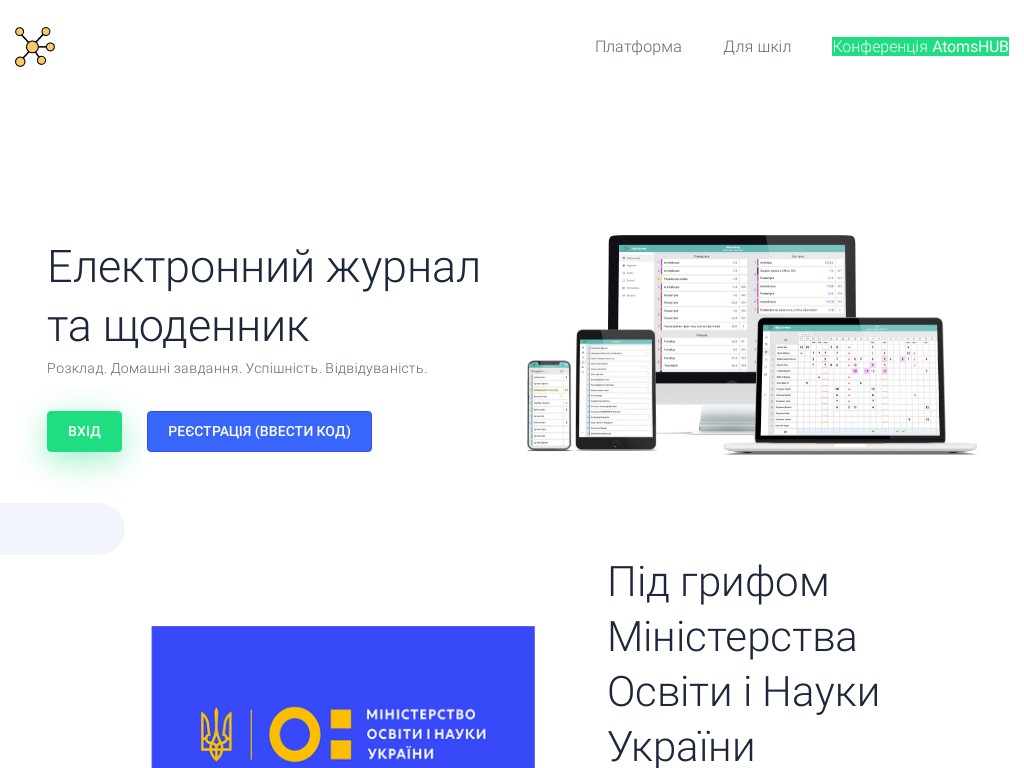 Платформа
Для шкіл
Конференція AtomsHUB
Електронний журнал
та щоденник
Розклад. Домашні завдання. Успішність. Відвідуваність.
ВХІД
РЕЄСТРАЦІЯ (ВВЕСТИ КОД)
Під грифом
Міністерства
Освіти і Науки
України
МІНІСТЕРСТВО
ОСВІТИ І НАУКИ
УКРАЇНИ